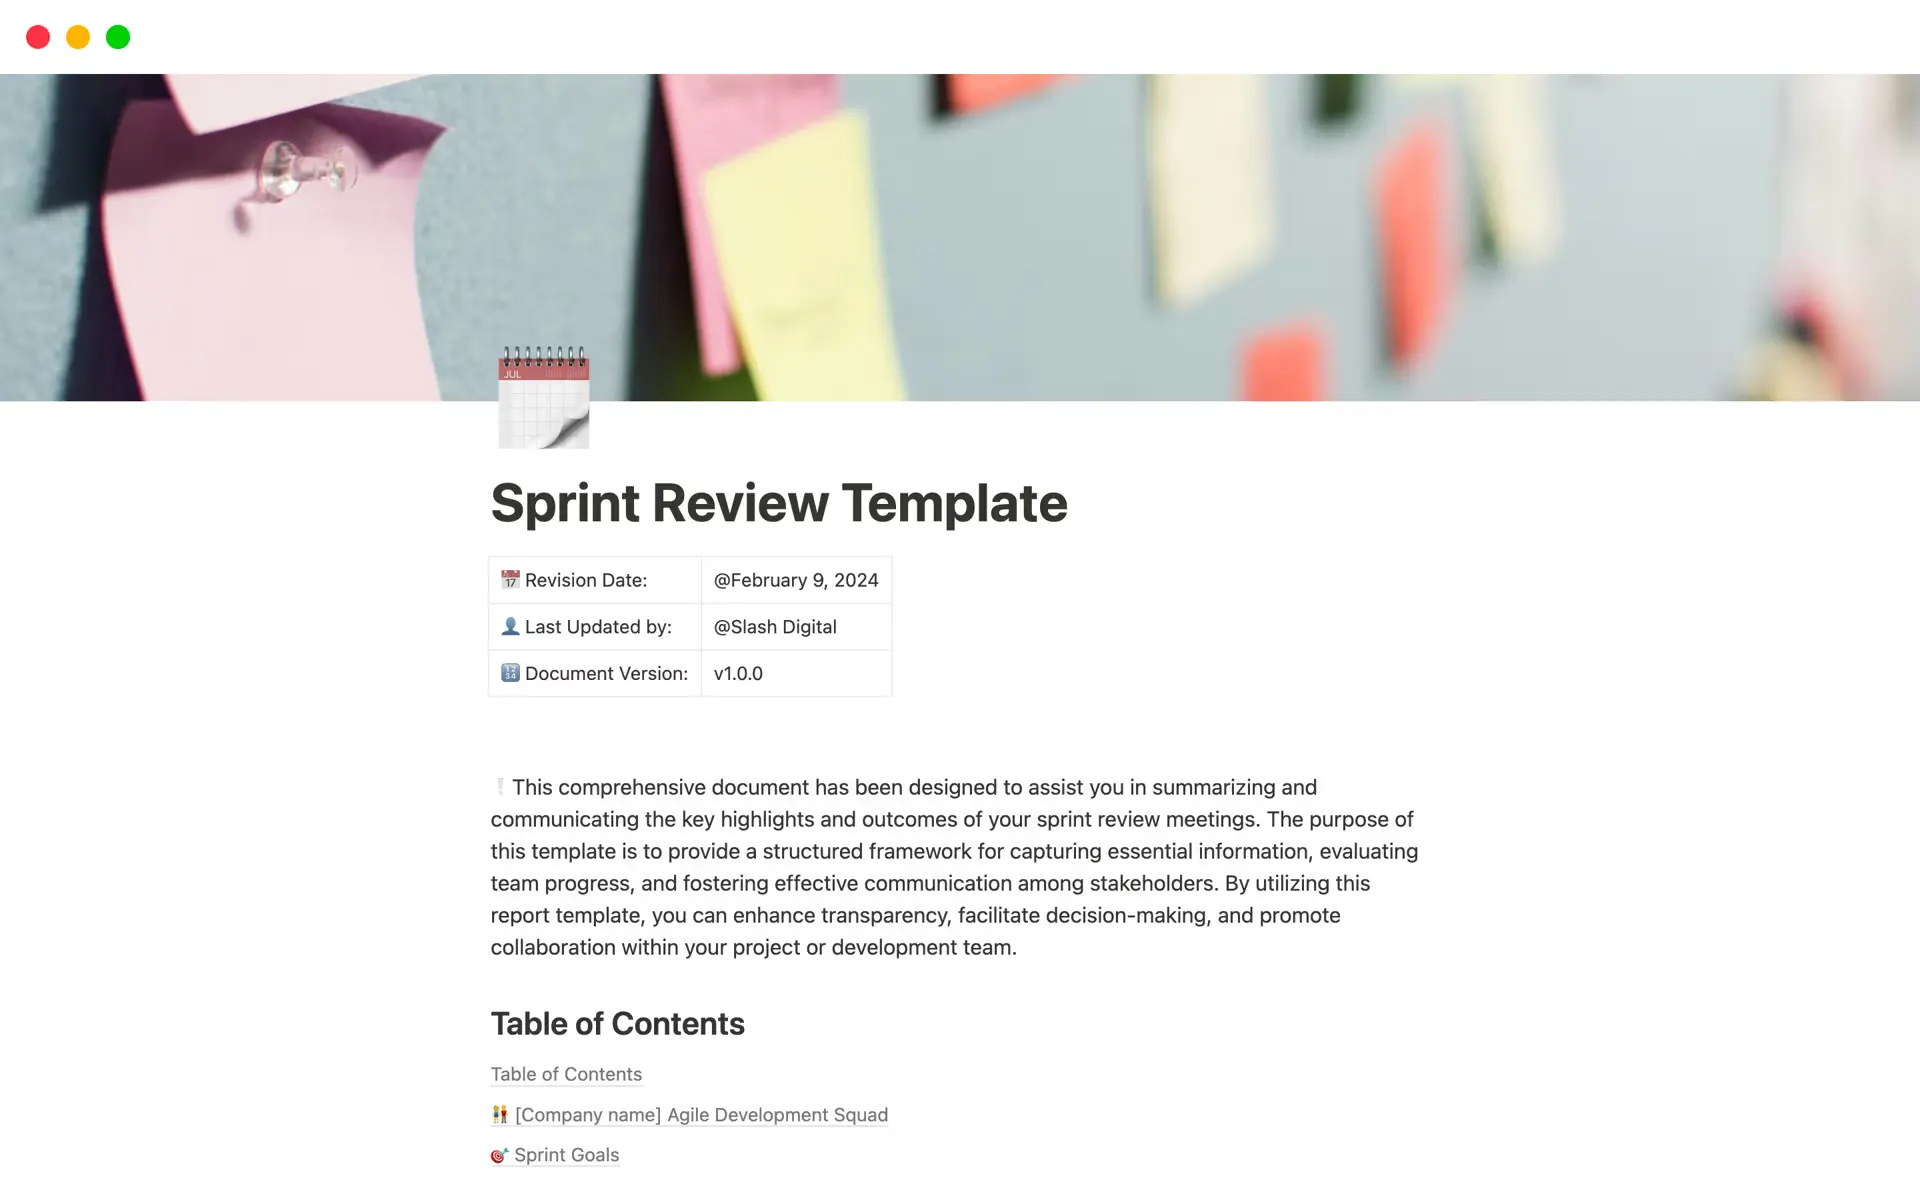 JUL
Sprint Review Template
17 Revision Date: @February 9, 2024
Last Updated by: @Slash Digital
1234 Document Version: v1.0.0
❕This comprehensive document has been designed to assist you in summarizing and
communicating the key highlights and outcomes of your sprint review meetings. The purpose of
this template is to provide a structured framework for capturing essential information, evaluating
team progress, and fostering effective communication among stakeholders. By utilizing this
report template, you can enhance transparency, facilitate decision-making, and promote
collaboration within your project or development team.
Table of Contents
Table of Contents
[Company name] Agile Development Squad
Sprint Goals